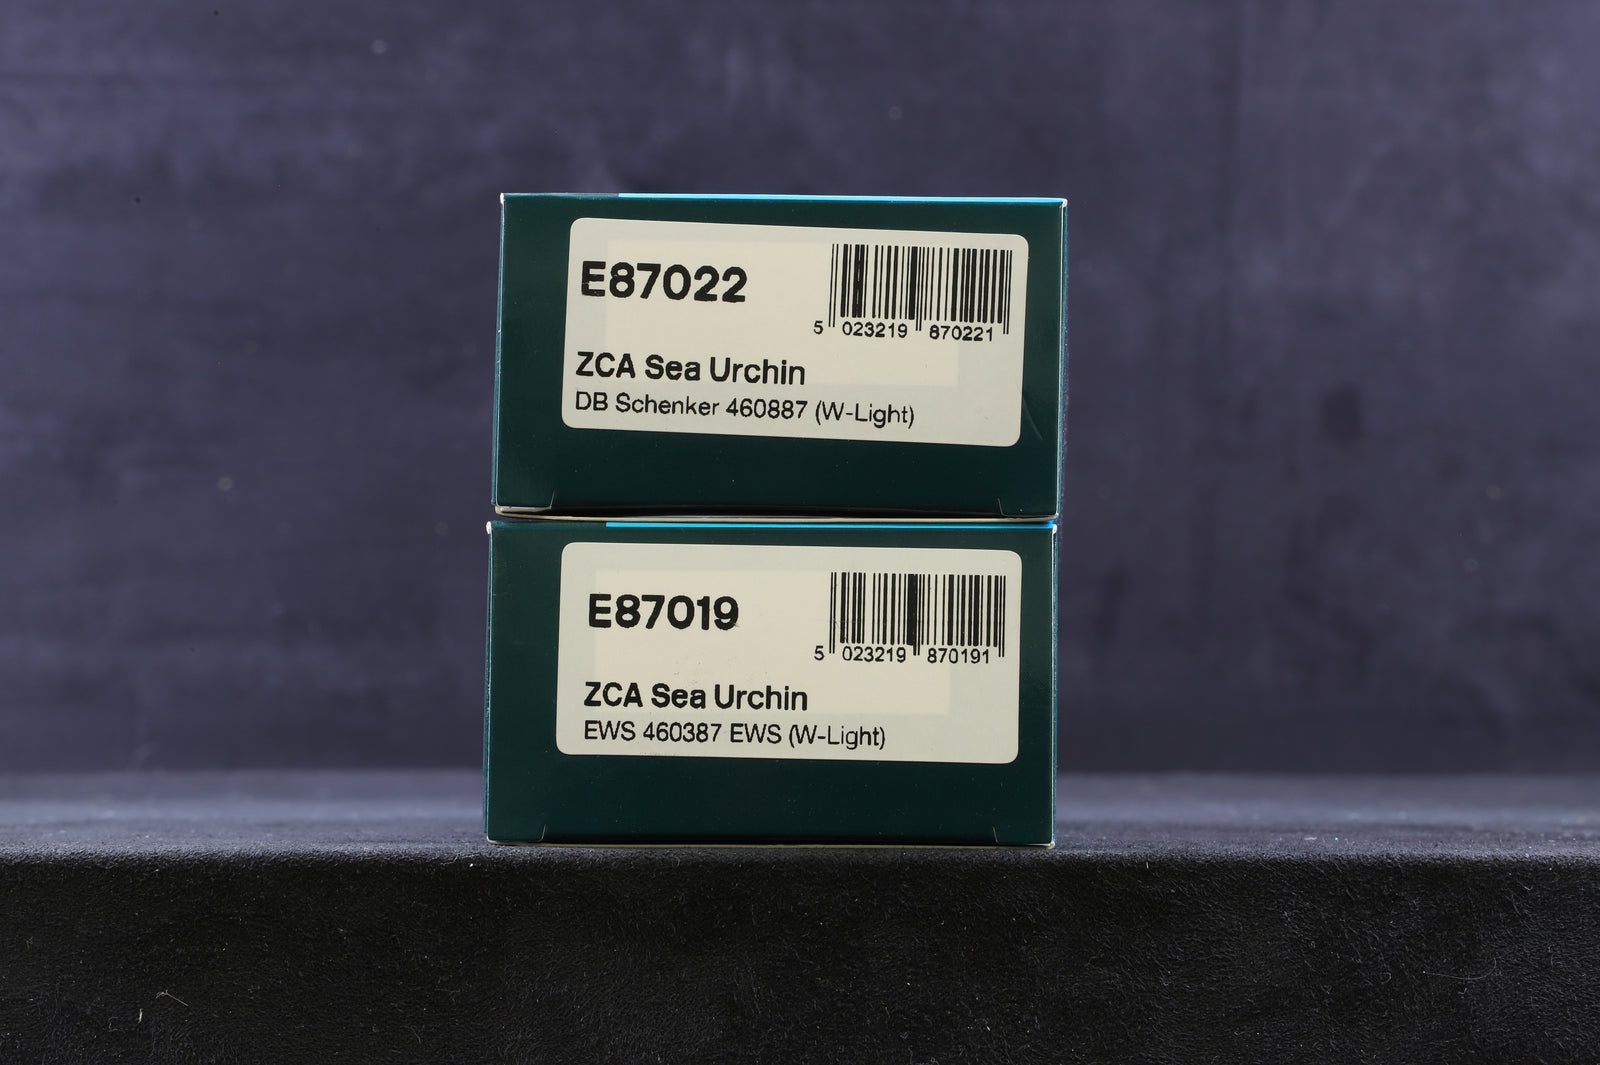 E87022
5 023219 870221
ZCA Sea Urchin
DB Schenker 460887 (W-Light)
E87019
5 023219 870191
ZCA Sea Urchin
EWS 460387 EWS (W-Light)